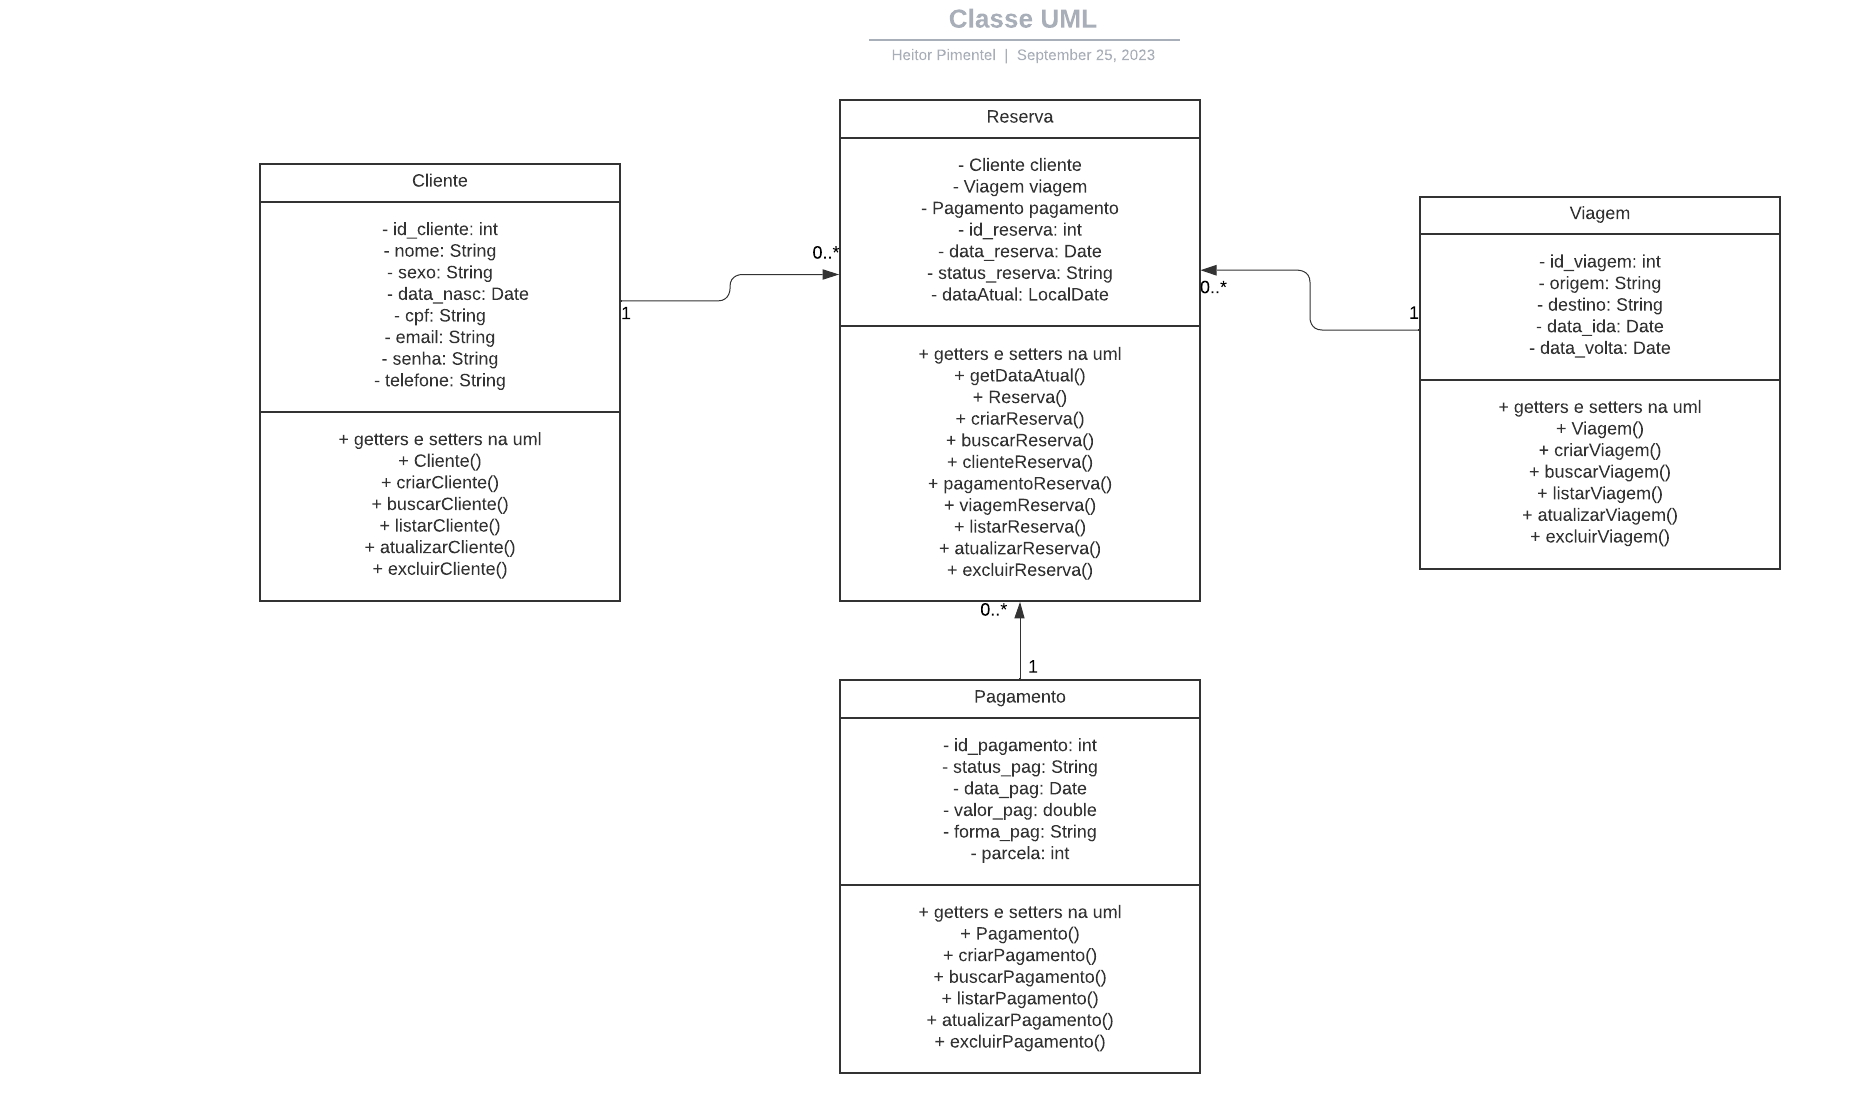 Classe UML
Heitor Pimentel | September 25, 2023
Cliente
- id_cliente: int
- nome: String
- sexo: String
- data_nasc: Date
- cpf: String
- email: String
- senha: String
- telefone: String
+ getters e setters na uml
+ Cliente()
+ criarCliente()
+ buscarCliente()
+ listarCliente()
+ atualizarCliente()
+ excluirCliente()
1
0..*
Reserva
- Cliente cliente
- Viagem viagem
- Pagamento pagamento
- id_reserva: int
- data_reserva: Date
- status_reserva: String
- dataAtual: LocalDate
+ getters e setters na uml
+ getDataAtual()
+ Reserva()
+ criarReserva()
+ buscarReserva()
+ clienteReserva()
+ pagamentoReserva()
+ viagemReserva()
+ listarReserva()
+ atualizarReserva()
+ excluirReserva()
0..*
1
Viagem
- id_viagem: int
- origem: String
- destino: String
- data_ida: Date
- data_volta: Date
+ getters e setters na uml
+ Viagem()
+ criarViagem()
+ buscarViagem()
+ listarViagem()
+ atualizarViagem()
+ excluirViagem()
0..*
1
Pagamento
- id_pagamento: int
- status_pag: String
- data_pag: Date
- valor_pag: double
- forma_pag: String
- parcela: int
+ getters e setters na uml
+ Pagamento()
+ criarPagamento()
+ buscarPagamento()
+ listarPagamento()
+ atualizarPagamento()
+ excluirPagamento()